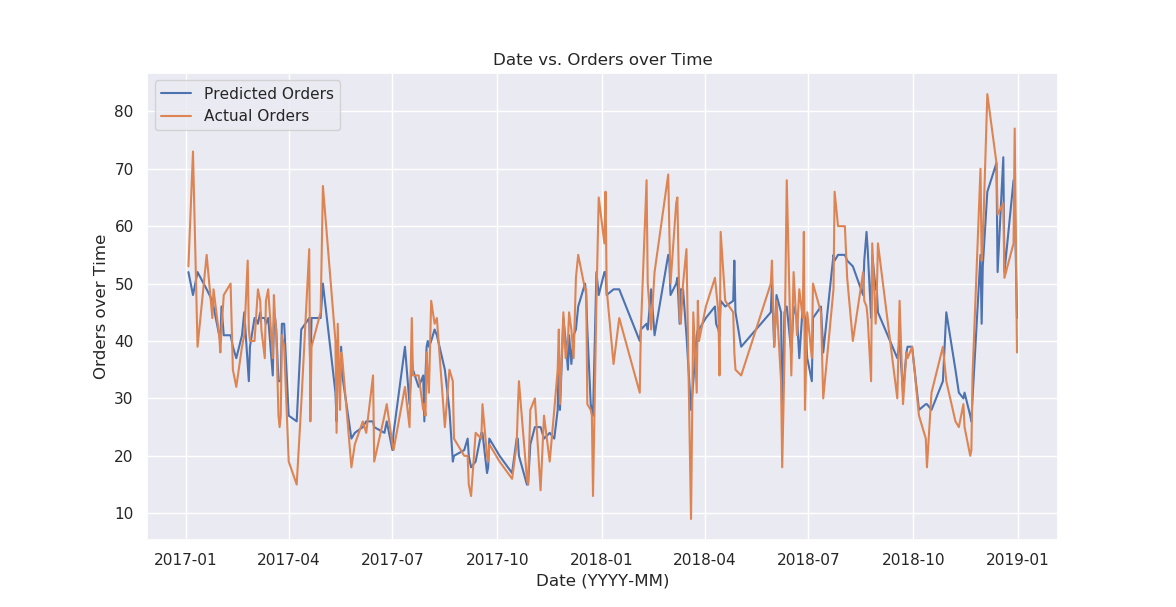 Date vs. Orders over Time
Predicted Orders
Actual Orders
Orders over Time
80
70
60
50
40
30
20
10
2017-01 2017-04 2017-07 2017-10 2018-01 2018-04 2018-07 2018-10 2019-01
Date (YYYY-MM)